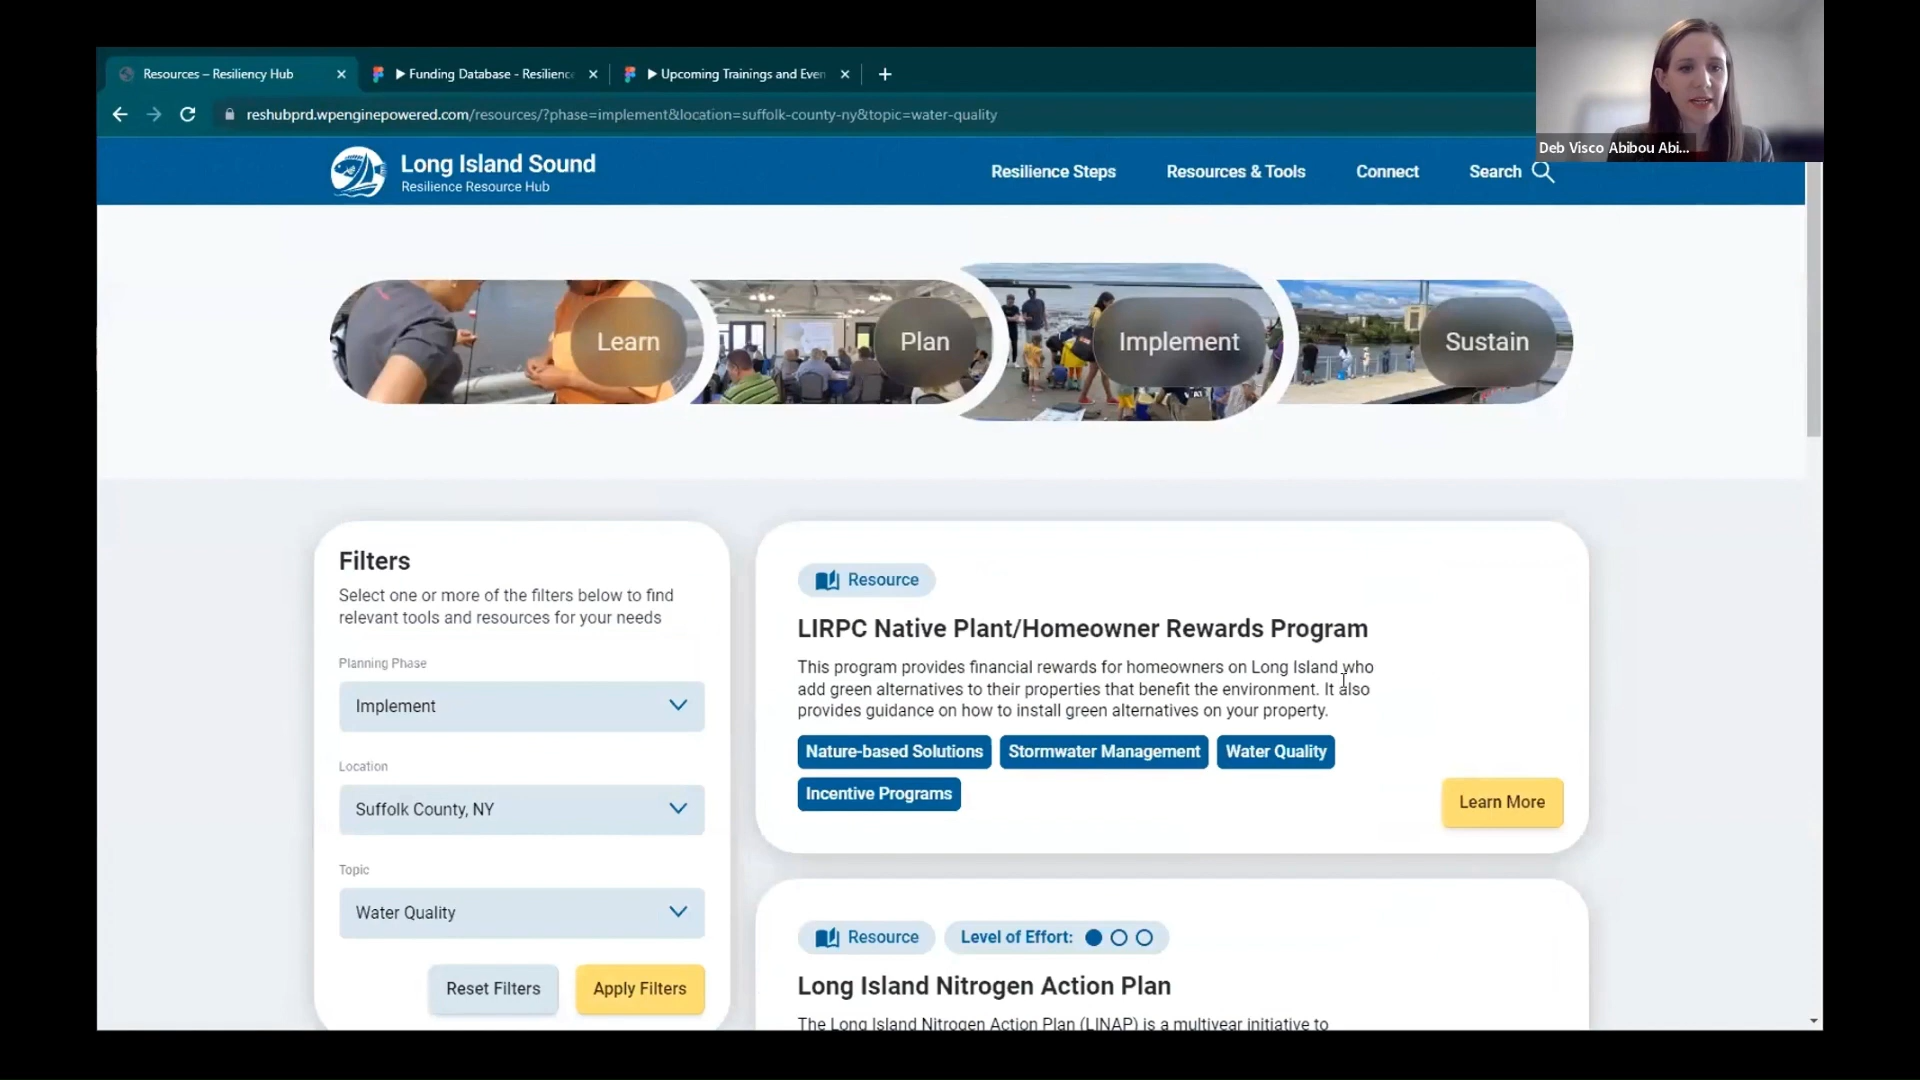 Resources – Resiliency Hub
Funding Database - Resilience
Upcoming Trainings and Even
reshubprd.wpenginepowered.com/resources/?phase=implement&location=suffolk-county-ny&topic=water-quality
Deb Visco Abibou Abi...
Long Island Sound
Resilience Resource Hub
Resilience Steps
Resources & Tools
Connect
Search
Learn
Plan
Implement
Sustain
Filters
Select one or more of the filters below to find
relevant tools and resources for your needs
Planning Phase
Implement
Location
Suffolk County, NY
Topic
Water Quality
Reset Filters
Apply Filters
Resource
LIRPC Native Plant/Homeowner Rewards Program
This program provides financial rewards for homeowners on Long Island who
add green alternatives to their properties that benefit the environment. It also
provides guidance on how to install green alternatives on your property.
Nature-based Solutions
Stormwater Management
Water Quality
Incentive Programs
Learn More
Resource
Level of Effort:
Long Island Nitrogen Action Plan
The Long Island Nitrogen Action Plan (LINAP) is a multiyear initiative to